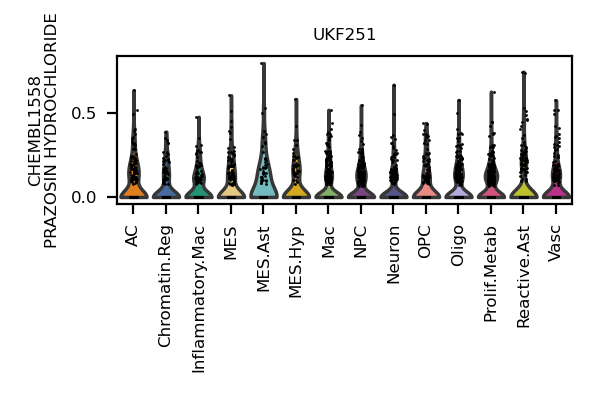 UKF251
CHEMBL1558
PRAZOSIN HYDROCHLORIDE
0.5
0.0
AC
Chromatin.Reg
Inflammatory.Mac
MES
MES.Ast
MES.Hyp
Mac
NPC
Neuron
OPC
Oligo
Prolif.Metab
Reactive.Ast
Vasc